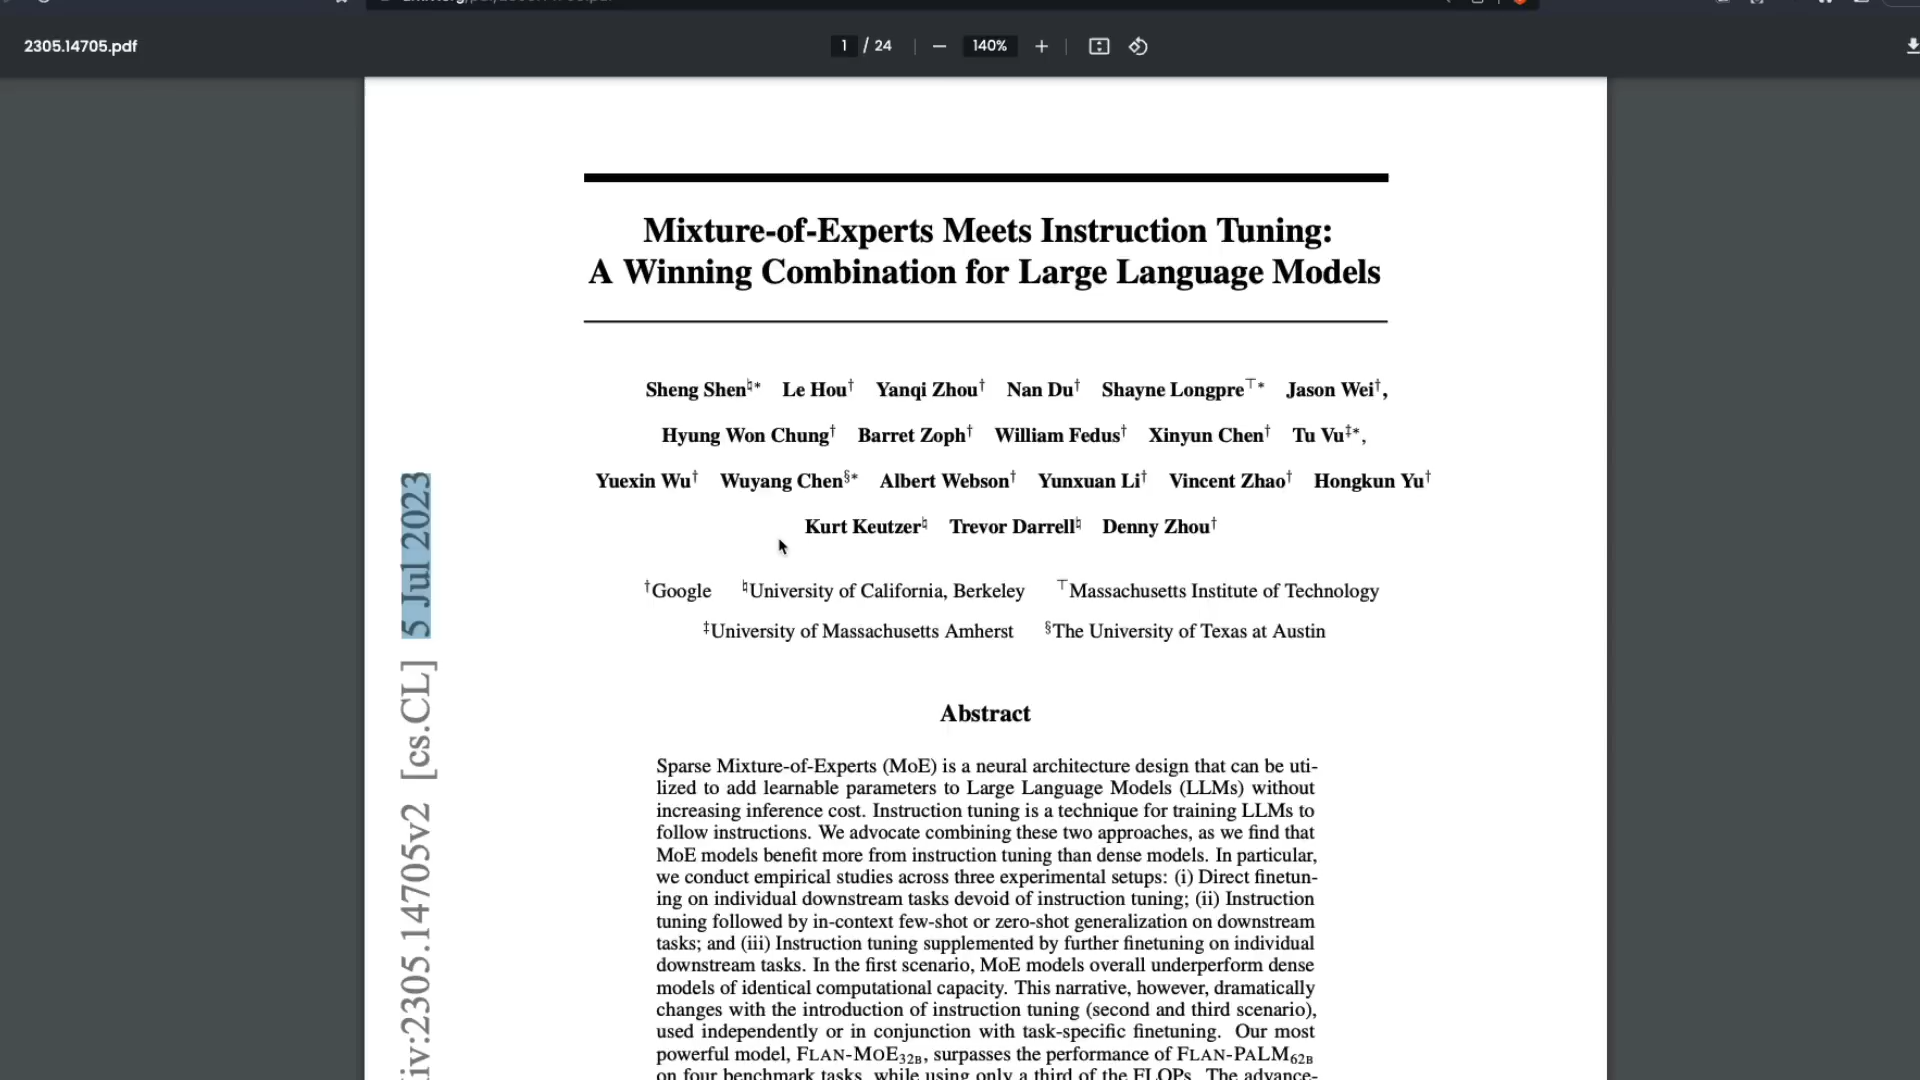 2305.14705.pdf
1 / 24
140%
Mixture-of-Experts Meets Instruction Tuning:
A Winning Combination for Large Language Models
Sheng Shen♮* Le Hou† Yanqi Zhou† Nan Du† Shayne Longpre⊤* Jason Wei†,
Hyung Won Chung† Barret Zoph† William Fedus† Xinyun Chen† Tu Vu‡*,
Yuexin Wu† Wuyang Chen§* Albert Webson† Yunxuan Li† Vincent Zhao† Hongkun Yu†
Kurt Keutzer♮ Trevor Darrell♮ Denny Zhou†
†Google ♮University of California, Berkeley ⊤Massachusetts Institute of Technology
‡University of Massachusetts Amherst §The University of Texas at Austin
Abstract
Sparse Mixture-of-Experts (MoE) is a neural architecture design that can be uti-
lized to add learnable parameters to Large Language Models (LLMs) without
increasing inference cost. Instruction tuning is a technique for training LLMs to
follow instructions. We advocate combining these two approaches, as we find that
MoE models benefit more from instruction tuning than dense models. In particular,
we conduct empirical studies across three experimental setups: (i) Direct finetun-
ing on individual downstream tasks devoid of instruction tuning; (ii) Instruction
tuning followed by in-context few-shot or zero-shot generalization on downstream
tasks; and (iii) Instruction tuning supplemented by further finetuning on individual
downstream tasks. In the first scenario, MoE models overall underperform dense
models of identical computational capacity. This narrative, however, dramatically
changes with the introduction of instruction tuning (second and third scenario),
used independently or in conjunction with task-specific finetuning. Our most
powerful model, FLAN-MOE32B, surpasses the performance of FLAN-PALM62B
on four benchmark tasks, while using only a third of the FLOPs. The advance-
iv:2305.14705v2 [cs.CL] 5 Jul 2023